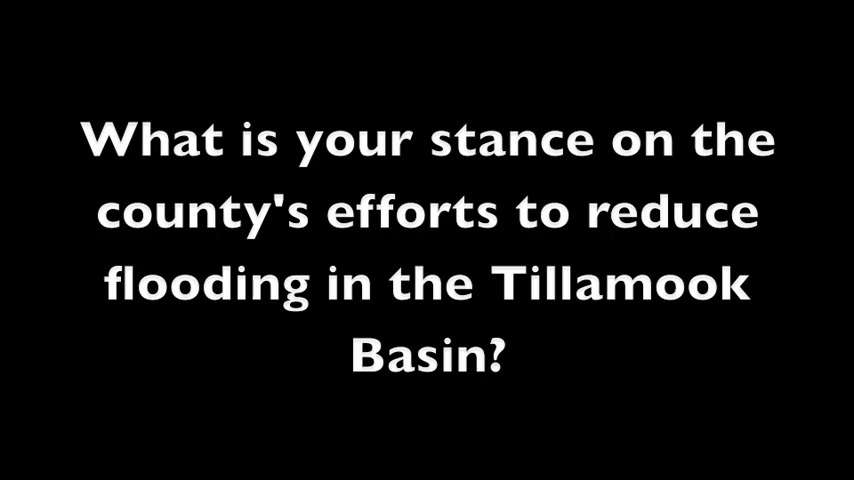 What is your stance on the
county's efforts to reduce
flooding in the Tillamook
Basin?